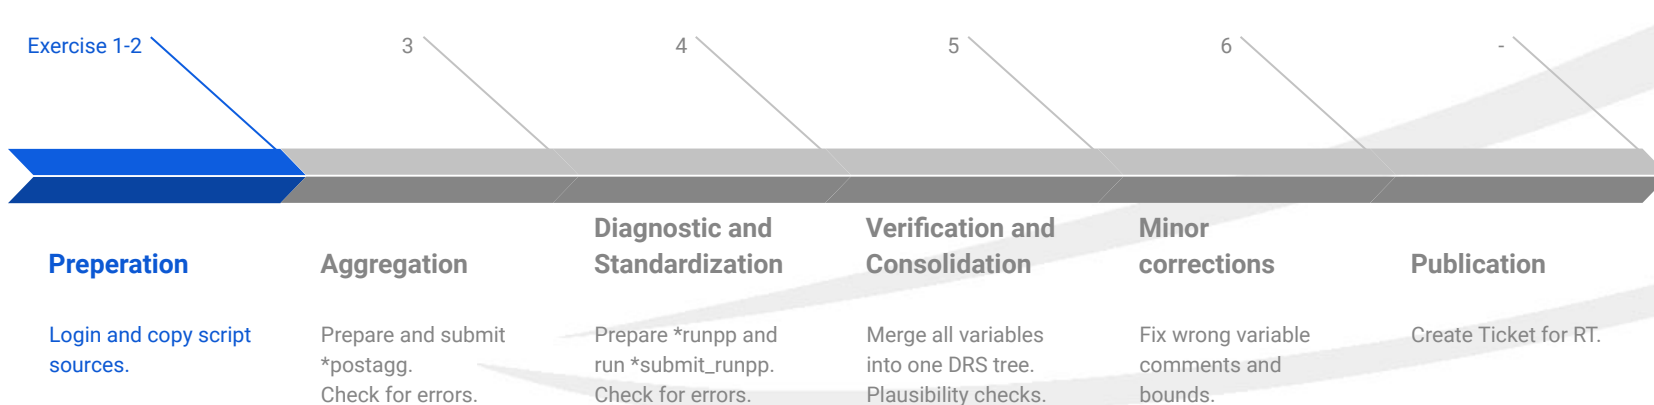 Exercise 1-2
3
4
5
6
-
Preperation
Login and copy script
sources.
Aggregation
Prepare and submit
*postagg.
Check for errors.
Diagnostic and
Standardization
Prepare *runpp and
run *submit_runpp.
Check for errors.
Verification and
Consolidation
Merge all variables
into one DRS tree.
Plausibility checks.
Minor
corrections
Fix wrong variable
comments and
bounds.
Publication
Create Ticket for RT.